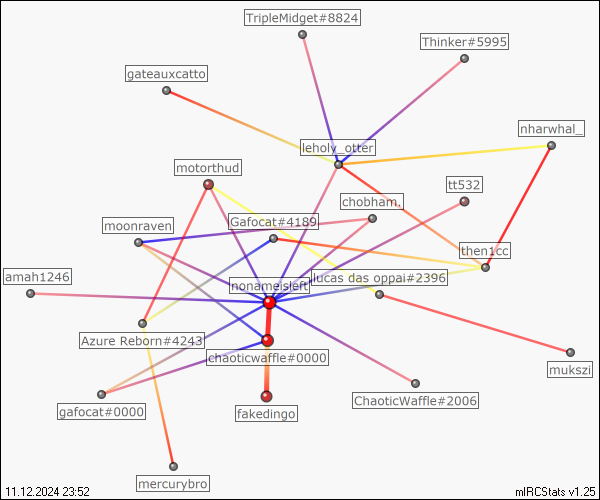 TripleMidget#8824
Thinker#5995
gateauxcatto
nharwhal_
leholy_otter
motorthud
tt532
chobham,
Gafocat#4189
moonraven
then1cc
amah1246
nonameisleft
lucas das oppai#2396
Azure Reborn#4243
chaoticwaffle#0000
mukszi
ChaoticWaffle#2006
gafocat#0000
fakedingo
mercurybro
11.12.2024 23:52
mIRCStats v1.25